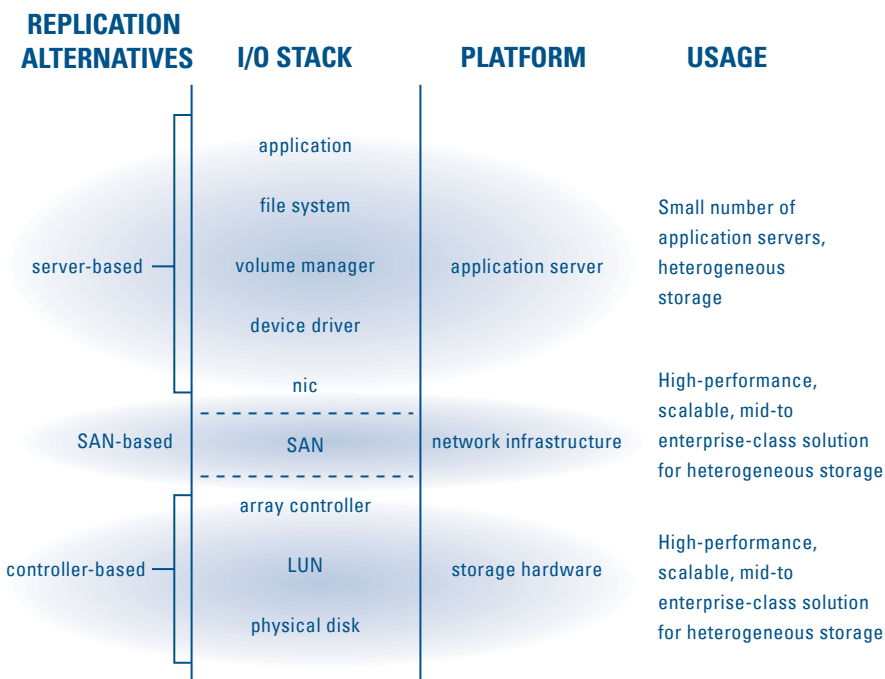 REPLICATION
ALTERNATIVES
I/O STACK
PLATFORM
USAGE
application
file system
server-based
volume manager
application server
device driver
nic
Small number of
application servers,
heterogeneous
storage
SAN-based
SAN
network infrastructure
High-performance,
scalable, mid-to
enterprise-class solution
for heterogeneous storage
array controller
controller-based
LUN
storage hardware
physical disk
High-performance,
scalable, mid-to
enterprise-class solution
for heterogeneous storage